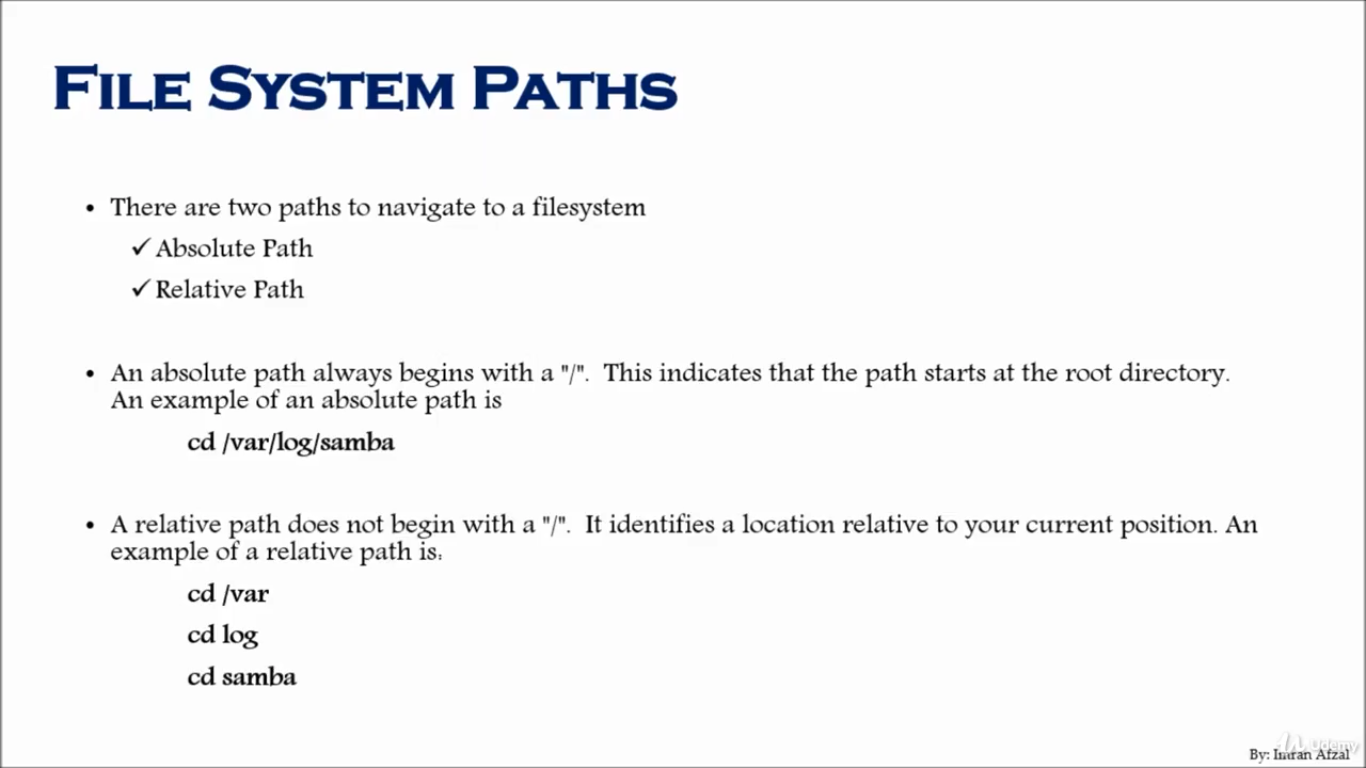 FILE SYSTEM PATHS
• There are two paths to navigate to a filesystem
✓ Absolute Path
✓ Relative Path
• An absolute path always begins with a "/".  This indicates that the path starts at the root directory.
An example of an absolute path is
cd /var/log/samba
• A relative path does not begin with a "/".  It identifies a location relative to your current position. An
example of a relative path is:
cd /var
cd log
cd samba
Udemy
By: Imran Afzal